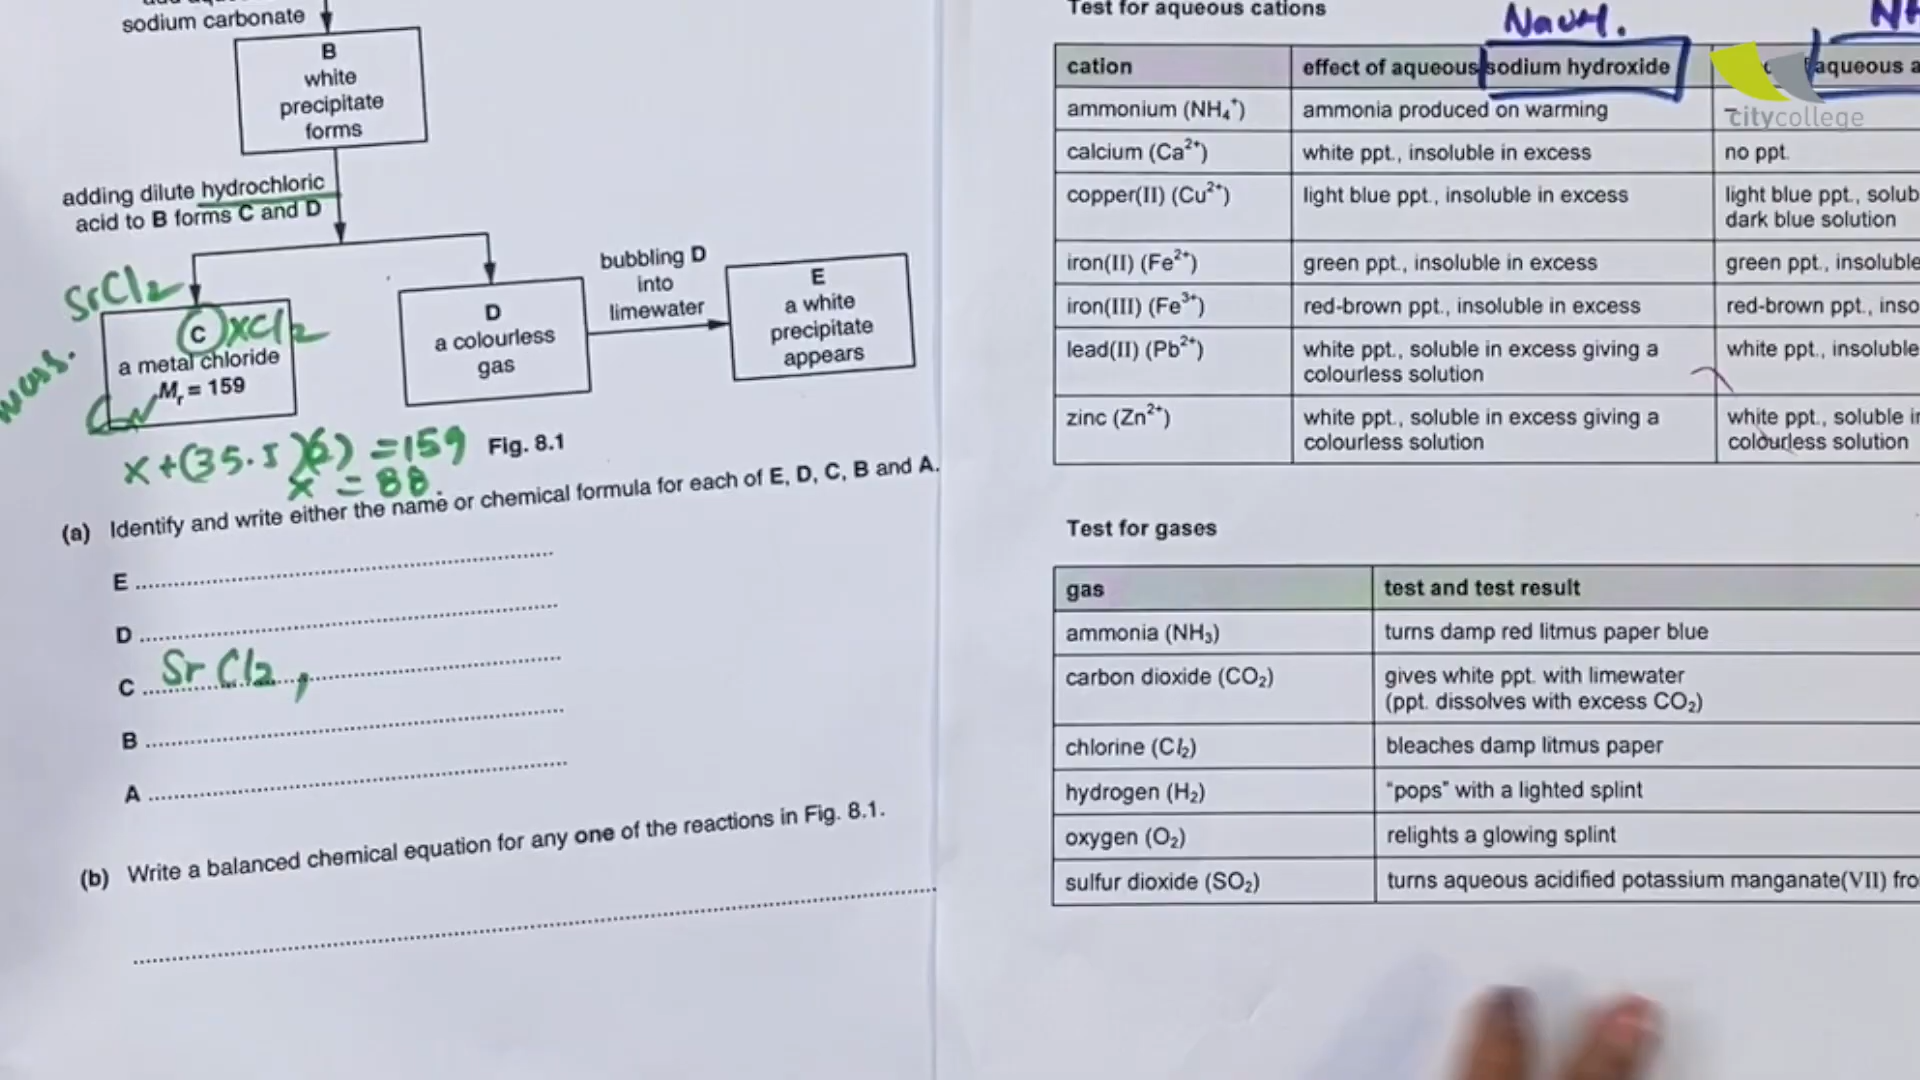 sodium carbonate
B
white
precipitate
forms
adding dilute hydrochloric
acid to B forms C and D
SrCl2
C XCl2
a metal chloride
Mr = 159
mass.
D
a colourless
gas
bubbling D
into
limewater
E
a white
precipitate
appears
x + (35.5)(2) = 159
x = 88.
Fig. 8.1
(a) Identify and write either the name or chemical formula for each of E, D, C, B and A.
E
D
C SrCl2,
B
A
(b) Write a balanced chemical equation for any one of the reactions in Fig. 8.1.
Test for aqueous cations
NaOH.
cation effect of aqueous sodium hydroxide aqueous a
citycollege
ammonium (NH₄⁺) ammonia produced on warming –
calcium (Ca²⁺) white ppt., insoluble in excess no ppt.
copper(II) (Cu²⁺) light blue ppt., insoluble in excess light blue ppt., solub
dark blue solution
iron(II) (Fe²⁺) green ppt., insoluble in excess green ppt., insoluble
iron(III) (Fe³⁺) red-brown ppt., insoluble in excess red-brown ppt., inso
lead(II) (Pb²⁺) white ppt., soluble in excess giving a white ppt., insoluble
colourless solution
zinc (Zn²⁺) white ppt., soluble in excess giving a white ppt., soluble in
colourless solution colourless solution
Test for gases
gas test and test result
ammonia (NH₃) turns damp red litmus paper blue
carbon dioxide (CO₂) gives white ppt. with limewater
(ppt. dissolves with excess CO₂)
chlorine (Cl₂) bleaches damp litmus paper
hydrogen (H₂) "pops" with a lighted splint
oxygen (O₂) relights a glowing splint
sulfur dioxide (SO₂) turns aqueous acidified potassium manganate(VII) fro